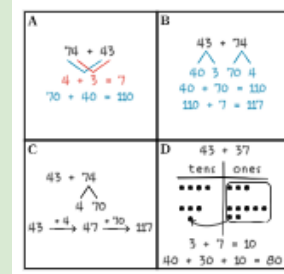 A
74 + 43
4 + 3 = 7
70 + 40 = 110
B
43 + 74
40 3 70 4
40 + 70 = 110
110 + 7 = 117
C
43 + 74
4 70
43 +4→ 47 +70→ 117
D
43 + 37
tens ones
3 + 7 = 10
40 + 30 + 10 = 80